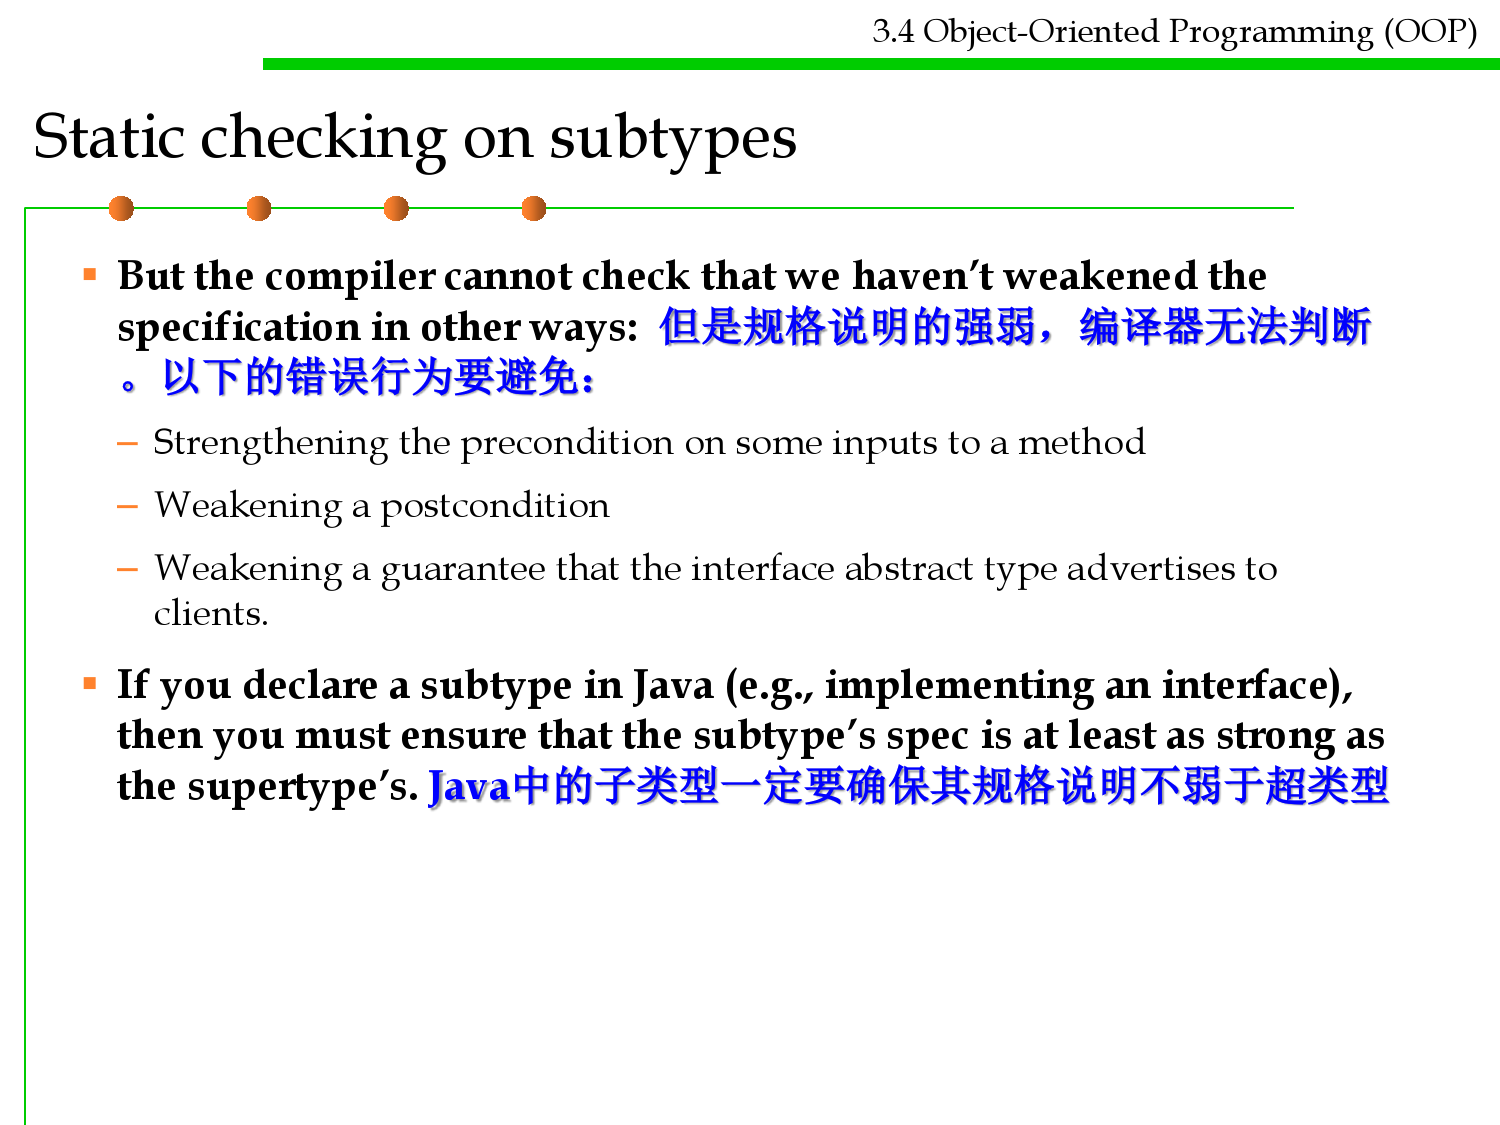 3.4 Object-Oriented Programming (OOP)
Static checking on subtypes
▪ But the compiler cannot check that we haven’t weakened the
specification in other ways: 但是规格说明的强弱，编译器无法判断
。以下的错误行为要避免：
– Strengthening the precondition on some inputs to a method
– Weakening a postcondition
– Weakening a guarantee that the interface abstract type advertises to
clients.
▪ If you declare a subtype in Java (e.g., implementing an interface),
then you must ensure that the subtype’s spec is at least as strong as
the supertype’s. Java中的子类型一定要确保其规格说明不弱于超类型